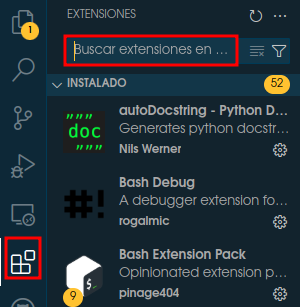 EXTENSIONES
Buscar extensiones en ...
INSTALADO 52
autoDocstring - Python D...
Generates python docstr...
Nils Werner
Bash Debug
A debugger extension fo...
rogalmic
Bash Extension Pack
Opinionated extension p...
pinage404
1
"""
doc
"""
#!
9